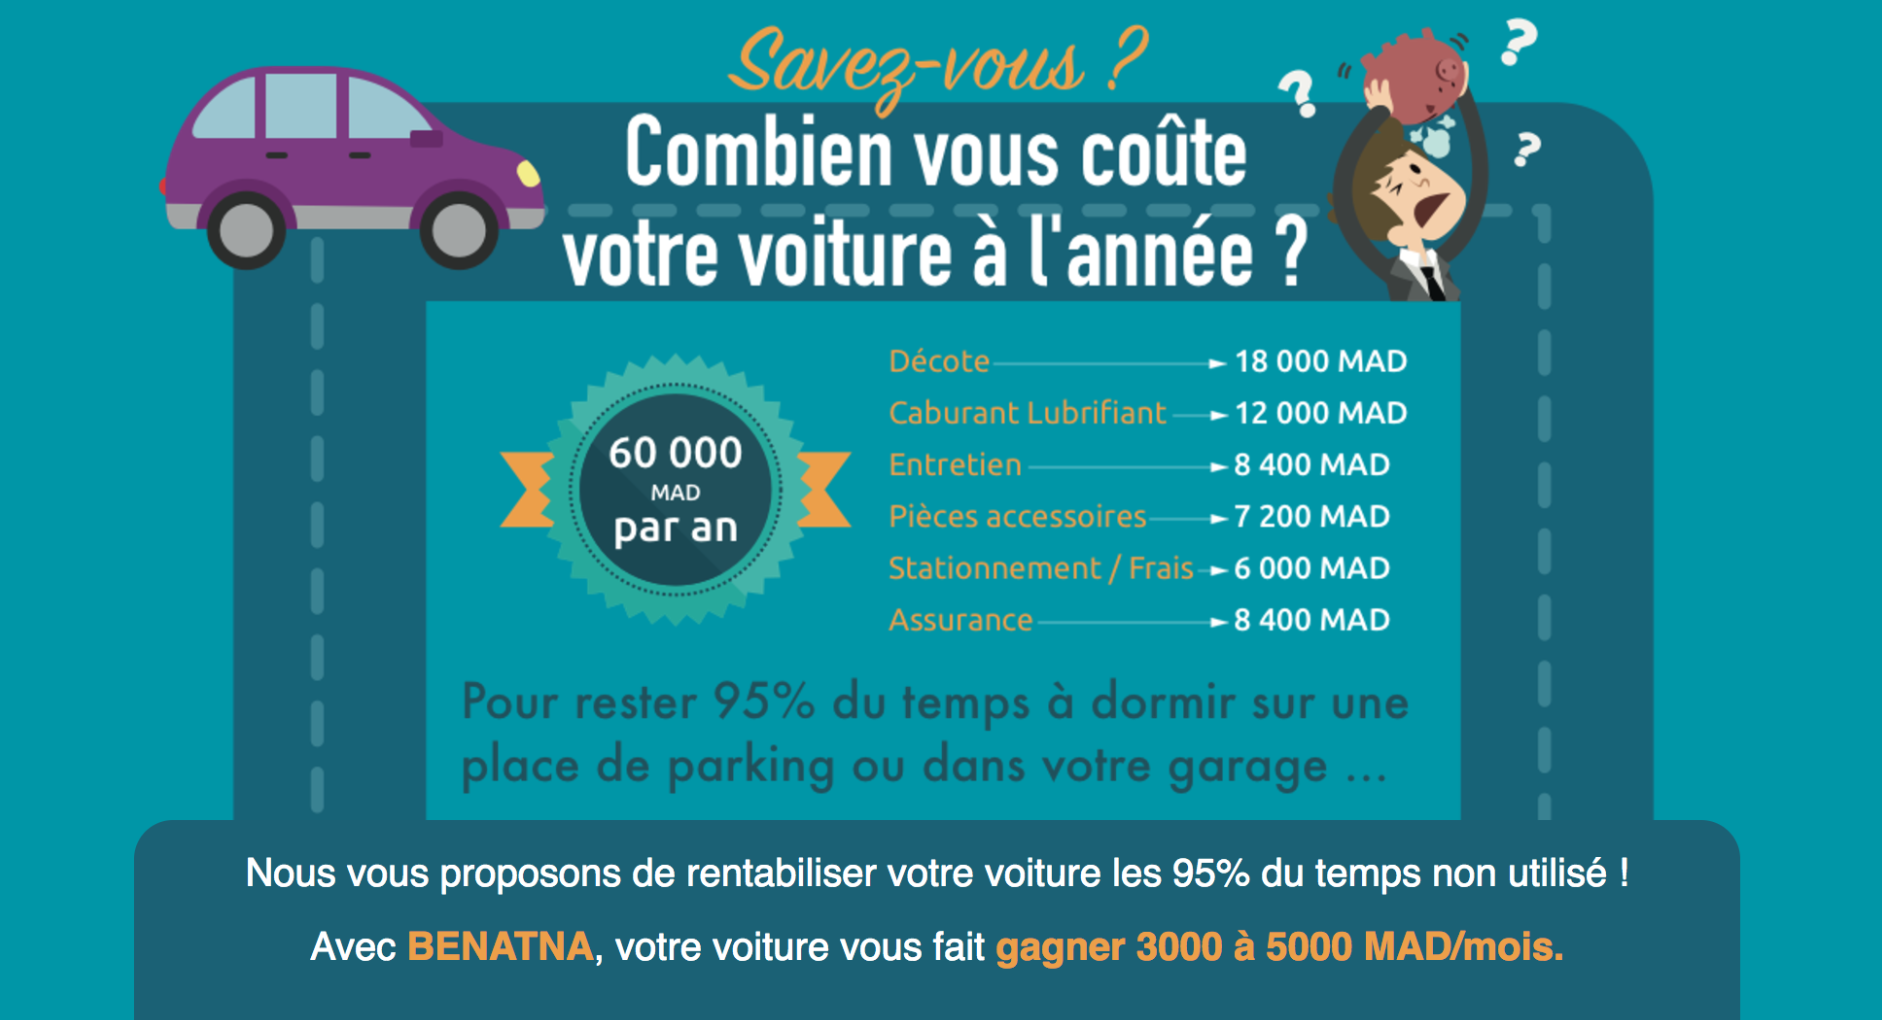 Savez-vous ?
Combien vous coûte
votre voiture à l'année ?
60 000
MAD
par an
Décote 18 000 MAD
Caburant Lubrifiant 12 000 MAD
Entretien 8 400 MAD
Pièces accessoires 7 200 MAD
Stationnement / Frais 6 000 MAD
Assurance 8 400 MAD
Pour rester 95% du temps à dormir sur une
place de parking ou dans votre garage ...
Nous vous proposons de rentabiliser votre voiture les 95% du temps non utilisé !
Avec BENATNA, votre voiture vous fait gagner 3000 à 5000 MAD/mois.